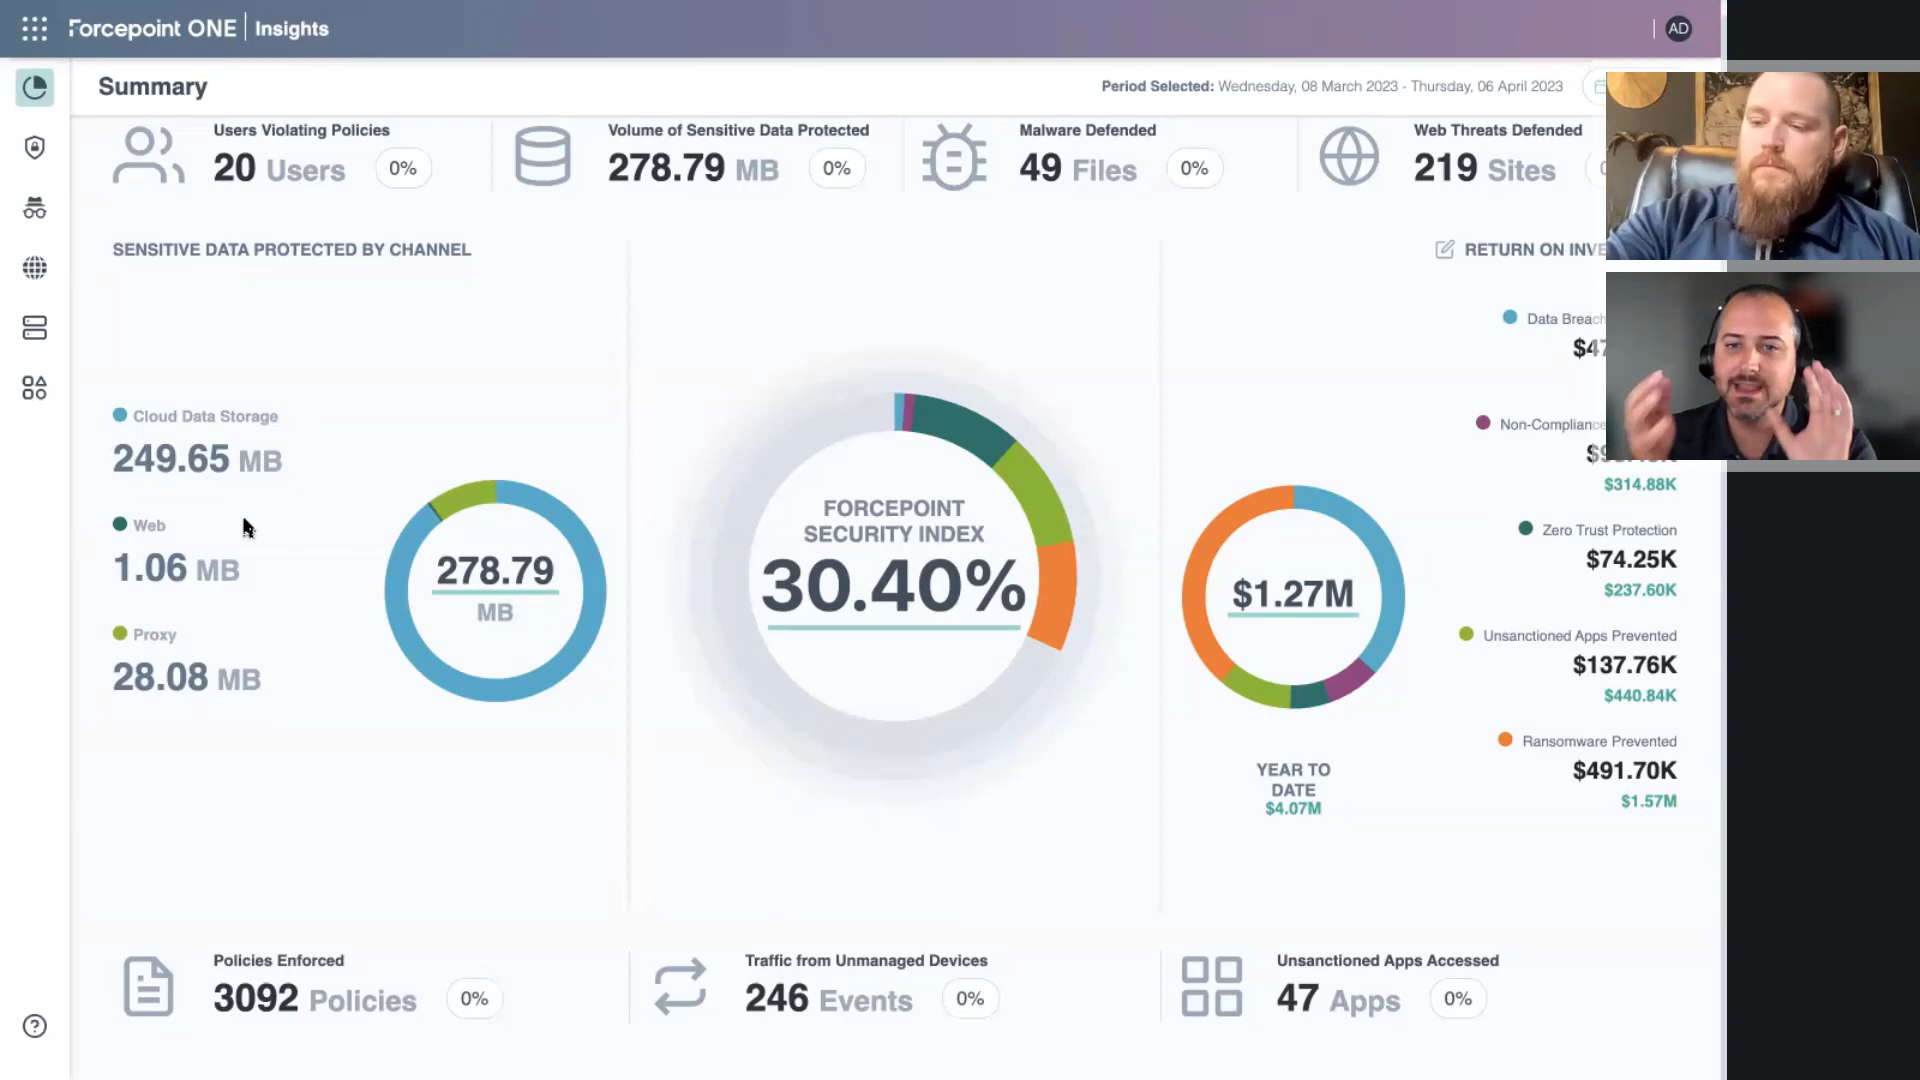 Forcepoint ONE | Insights
AD
Summary
Period Selected: Wednesday, 08 March 2023 - Thursday, 06 April 2023
Users Violating Policies
20 Users 0%
Volume of Sensitive Data Protected
278.79 MB 0%
Malware Defended
49 Files 0%
Web Threats Defended
219 Sites
SENSITIVE DATA PROTECTED BY CHANNEL
Cloud Data Storage
249.65 MB
Web
1.06 MB
Proxy
28.08 MB
278.79
MB
FORCEPOINT
SECURITY INDEX
30.40%
RETURN ON
Data
$314.88K
Zero Trust Protection
$74.25K
$237.60K
Unsanctioned Apps Prevented
$137.76K
$440.84K
Ransomware Prevented
$491.70K
$1.57M
$1.27M
YEAR TO
DATE
$4.07M
Policies Enforced
3092 Policies 0%
Traffic from Unmanaged Devices
246 Events 0%
Unsanctioned Apps Accessed
47 Apps 0%
?